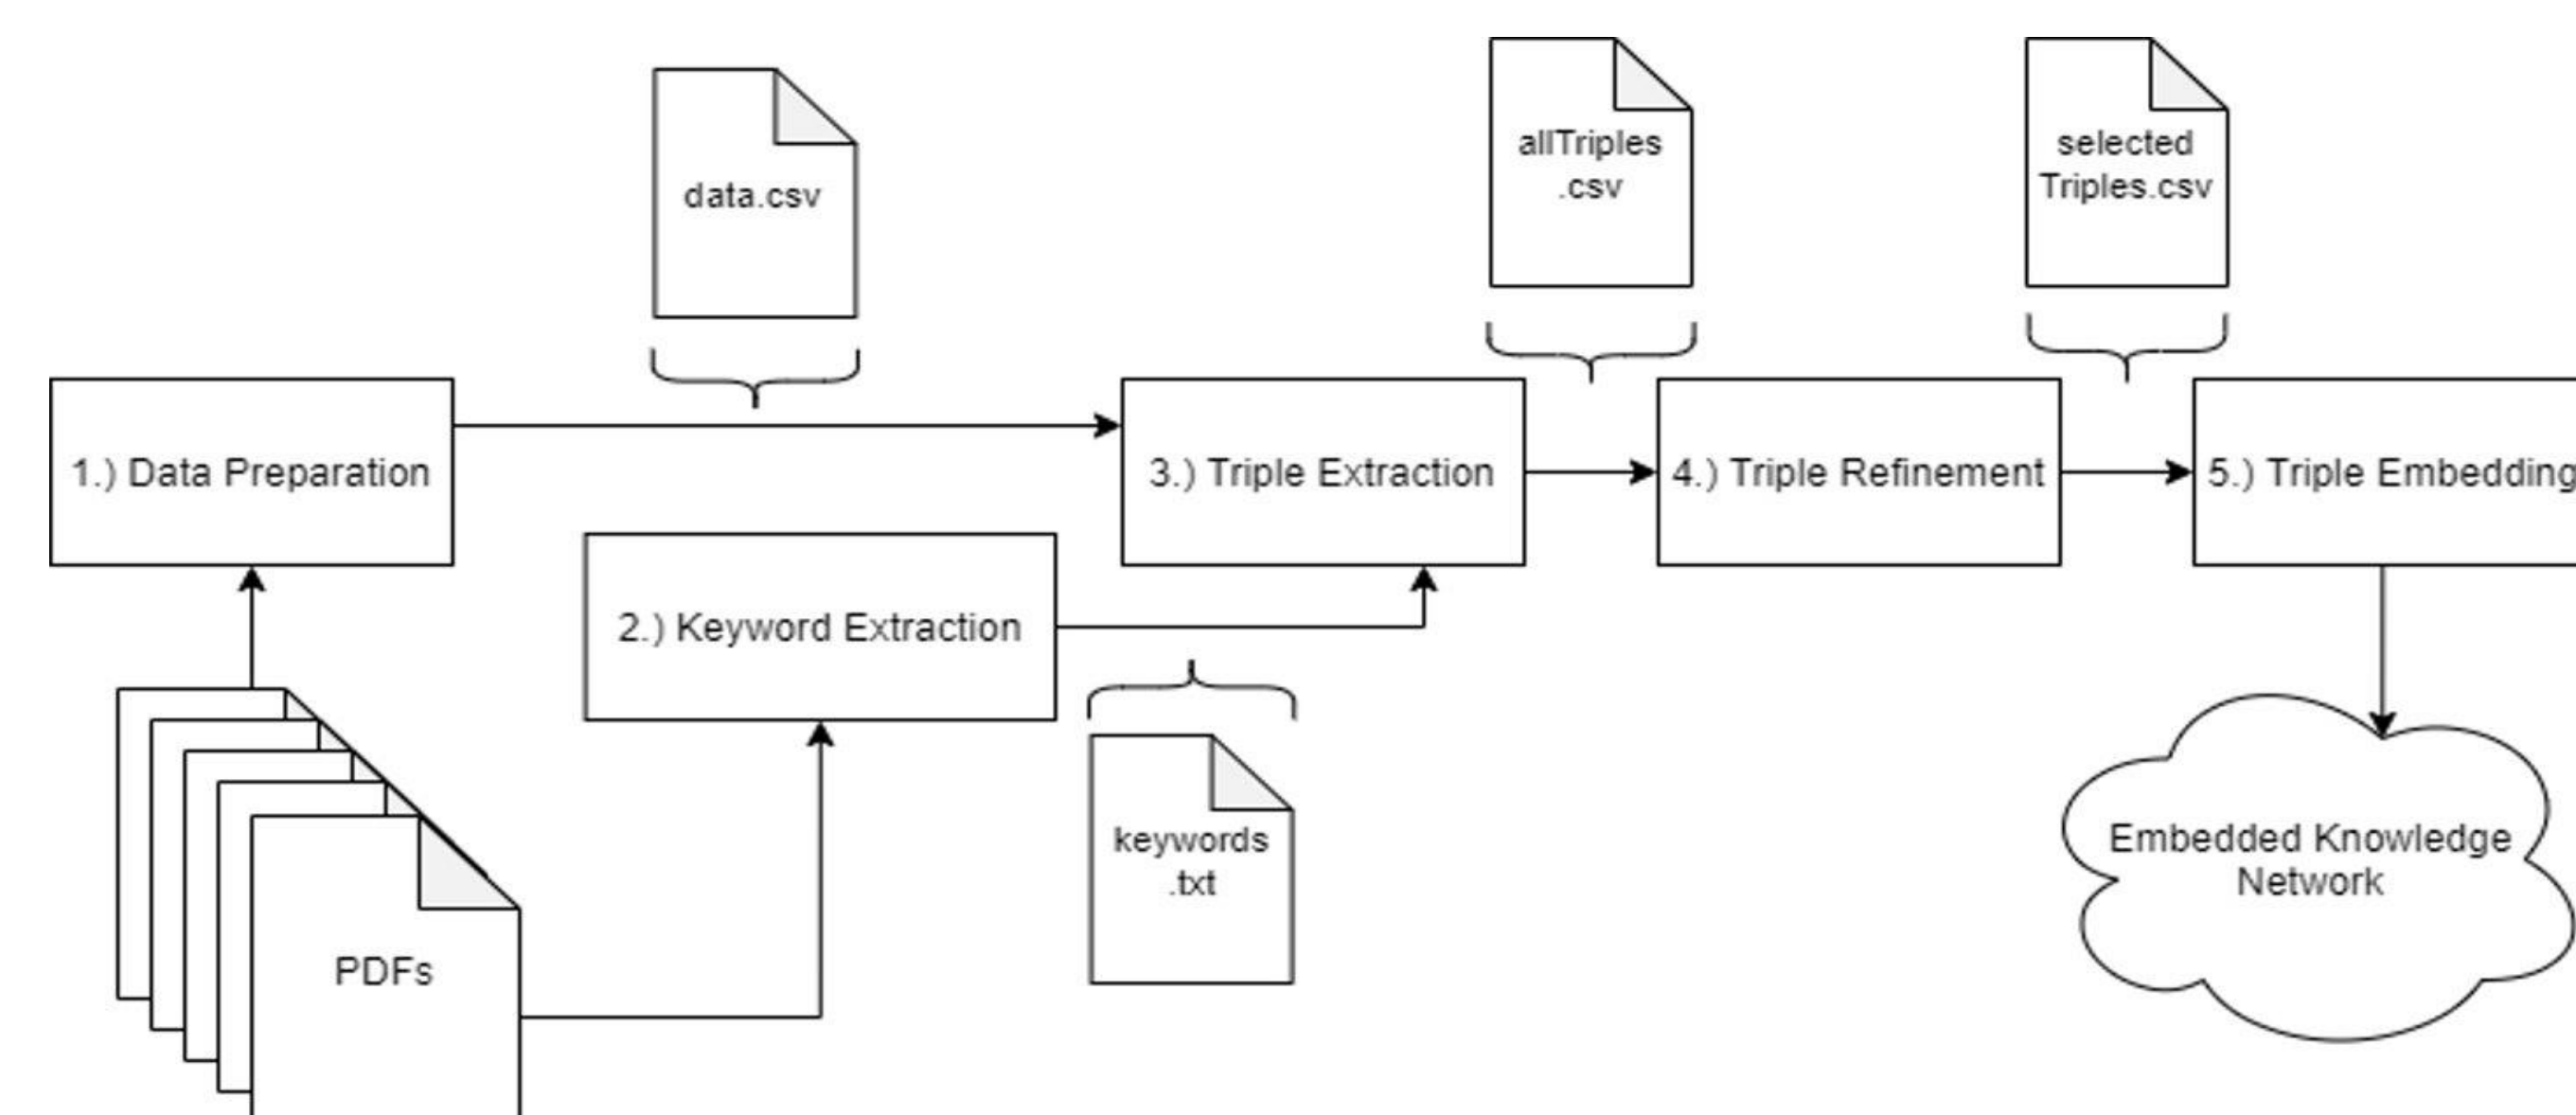 data.csv
allTriples
.csv
selected
Triples.csv
1.) Data Preparation
3.) Triple Extraction
4.) Triple Refinement
5.) Triple Embedding
2.) Keyword Extraction
keywords
.txt
PDFs
Embedded Knowledge
Network